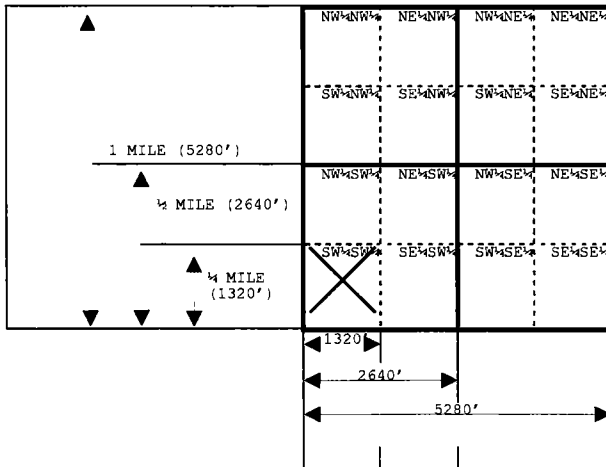 NW¼NW¼ NE¼NW¼ NW¼NE¼ NE¼NE¼
SW¼NW¼ SE¼NW¼ SW¼NE¼ SE¼NE¼
1 MILE (5280')
NW¼SW¼ NE¼SW¼ NW¼SE¼ NE¼SE¼
½ MILE (2640')
SW¼SW¼ SE¼SW¼ SW¼SE¼ SE¼SE¼
¼ MILE
(1320')
1320'
2640'
5280'